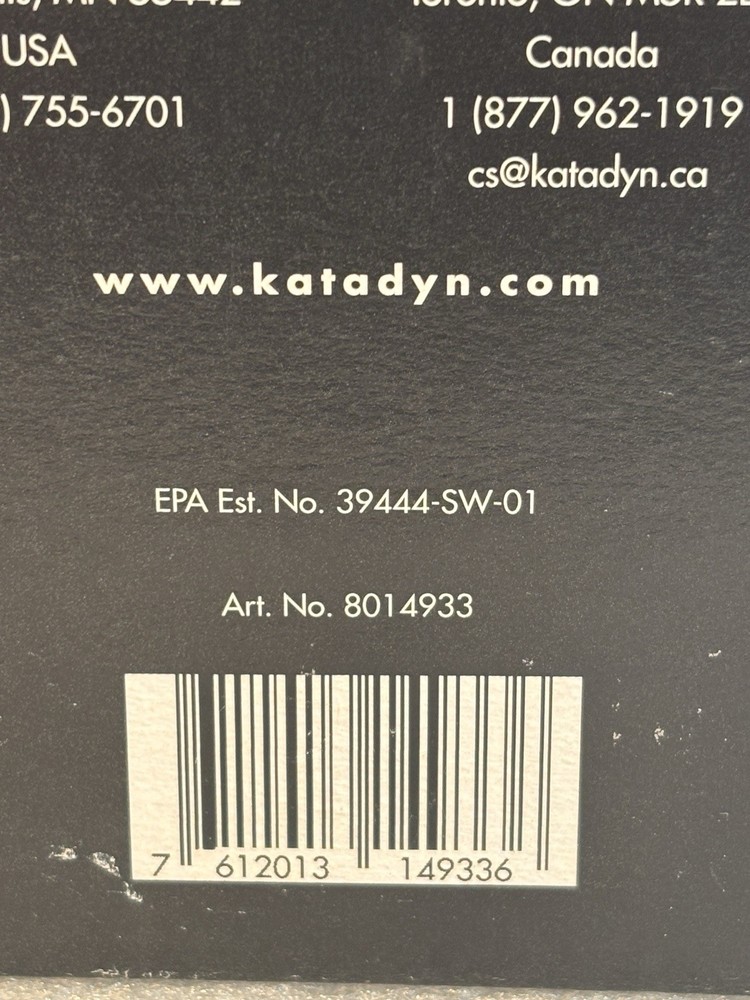 USA
) 755-6701
Canada
1 (877) 962-1919
cs@katadyn.ca
www.katadyn.com
EPA Est. No. 39444-SW-01
Art. No. 8014933
7 612013 149336